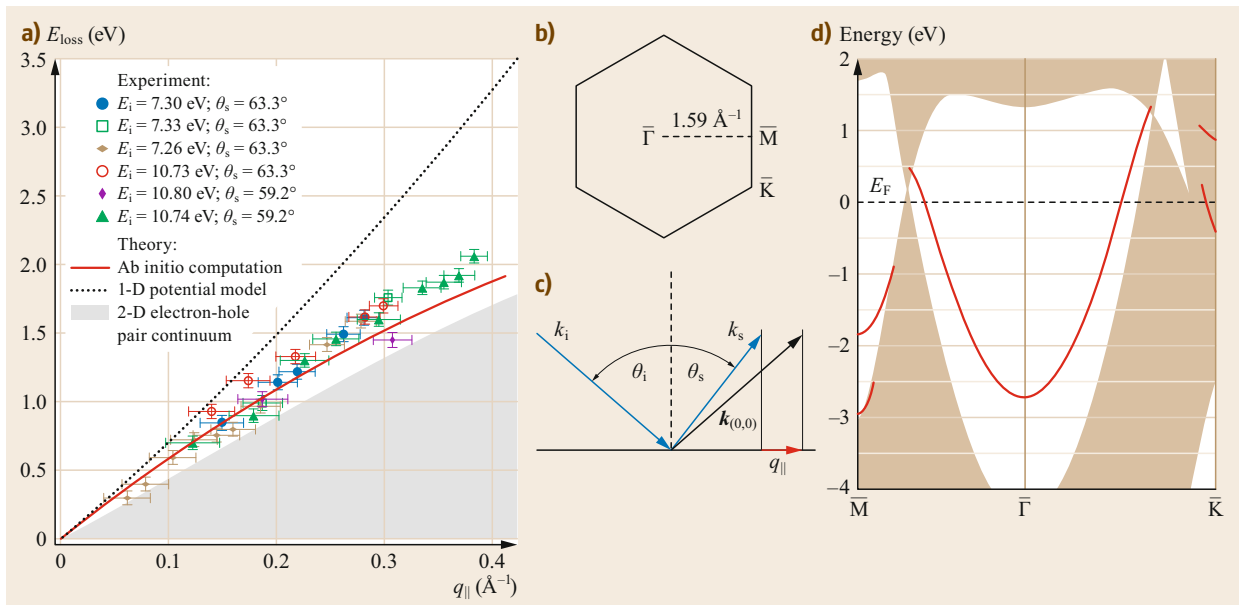 a) E_loss (eV)
3.5
3.0
2.5
2.0
1.5
1.0
0.5
0
0 0.1 0.2 0.3 0.4
q_|| (Å⁻¹)
Experiment:
E_i = 7.30 eV; θ_s = 63.3°
E_i = 7.33 eV; θ_s = 63.3°
E_i = 7.26 eV; θ_s = 63.3°
E_i = 10.73 eV; θ_s = 63.3°
E_i = 10.80 eV; θ_s = 59.2°
E_i = 10.74 eV; θ_s = 59.2°
Theory:
Ab initio computation
1-D potential model
2-D electron-hole
pair continuum
b)
1.59 Å⁻¹
Γ̅ M̅
K̅
c)
k_i k_s
θ_i θ_s
k_(0,0)
q_||
d) Energy (eV)
2
1
E_F
0
−1
−2
−3
−4
M̅ Γ̅ K̅